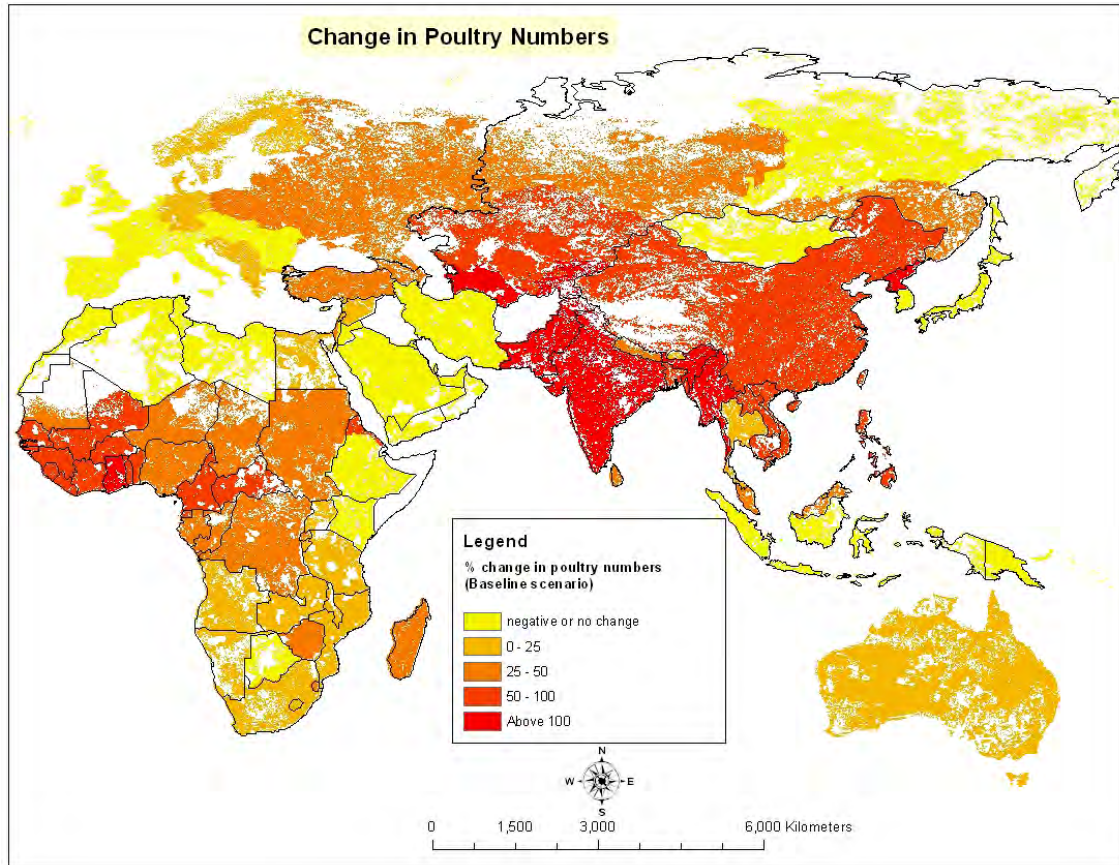 Change in Poultry Numbers
Legend
% change in poultry numbers
(Baseline scenario)
negative or no change
0 - 25
25 - 50
50 - 100
Above 100
N
W E
S
0 1,500 3,000 6,000 Kilometers